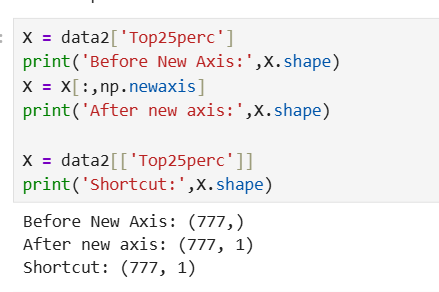 X = data2['Top25perc']
print('Before New Axis:',X.shape)
X = X[:,np.newaxis]
print('After new axis:',X.shape)
X = data2[['Top25perc']]
print('Shortcut:',X.shape)
Before New Axis: (777,)
After new axis: (777, 1)
Shortcut: (777, 1)